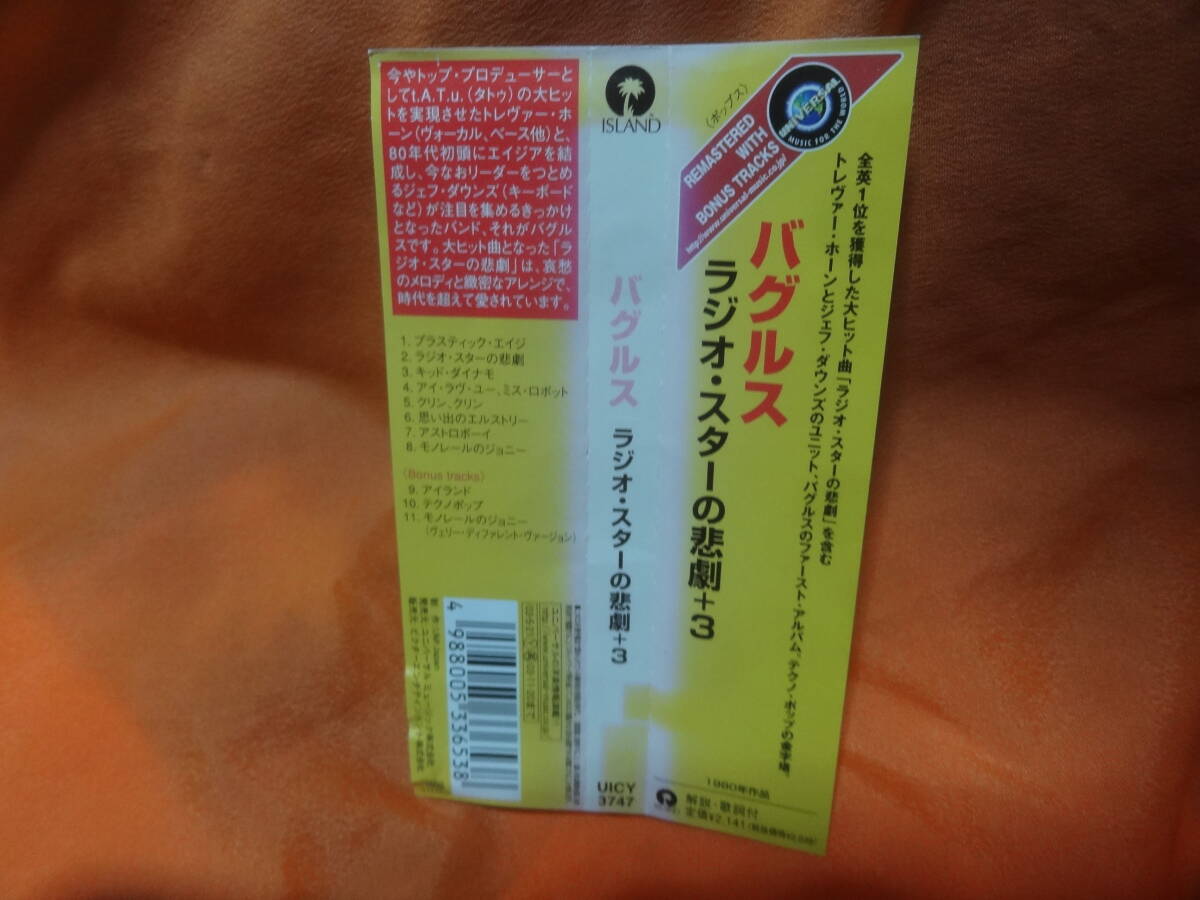 今やトップ・プロデューサーと
してt.A.T.u.(タトゥ)の大ヒッ
トを実現させたトレヴァー・ホ
ーン(ヴォーカル、ベース他)と、
80年代初頭にエイジアを結
成し、今なおリーダーをつとめ
るジェフ・ダウンズ(キーボード
など)が注目を集めるきっかけ
となったバンド、それがバグル
スです。大ヒット曲となった「ラ
ジオ・スターの悲劇」は、哀愁
のメロディと緻密なアレンジで、
時代を超えて愛されています。
1. プラスティック・エイジ
2. ラジオ・スターの悲劇
3. キッド・ダイナモ
4. アイ・ラヴ・ユー、ミス・ロボット
5. クリン、クリン
6. 思い出のエルストリー
7. アストロボーイ
8. モノレールのジョニー
〈Bonus tracks〉
9. アイランド
10. テクノポップ
11. モノレールのジョニー
(ヴェリー・ディファレント・ヴァージョン)
4 988005 336538
ISLAND
バグルス ラジオ・スターの悲劇+3
UICY
3747
(ポップス)
REMASTERED
WITH
BONUS TRACKS
http://www.universal-music.co.jp/
UNIVERSAL
MUSIC FOR THE WORLD
全英1位を獲得した大ヒット曲「ラジオ・スターの悲劇」を含む
トレヴァー・ホーンとジェフ・ダウンズのユニット、バグルスのファースト・アルバム。テクノ・ポップの金字塔。
バグルス
ラジオ・スターの悲劇+3
1980年作品
解説・歌詞付
定価¥2,141